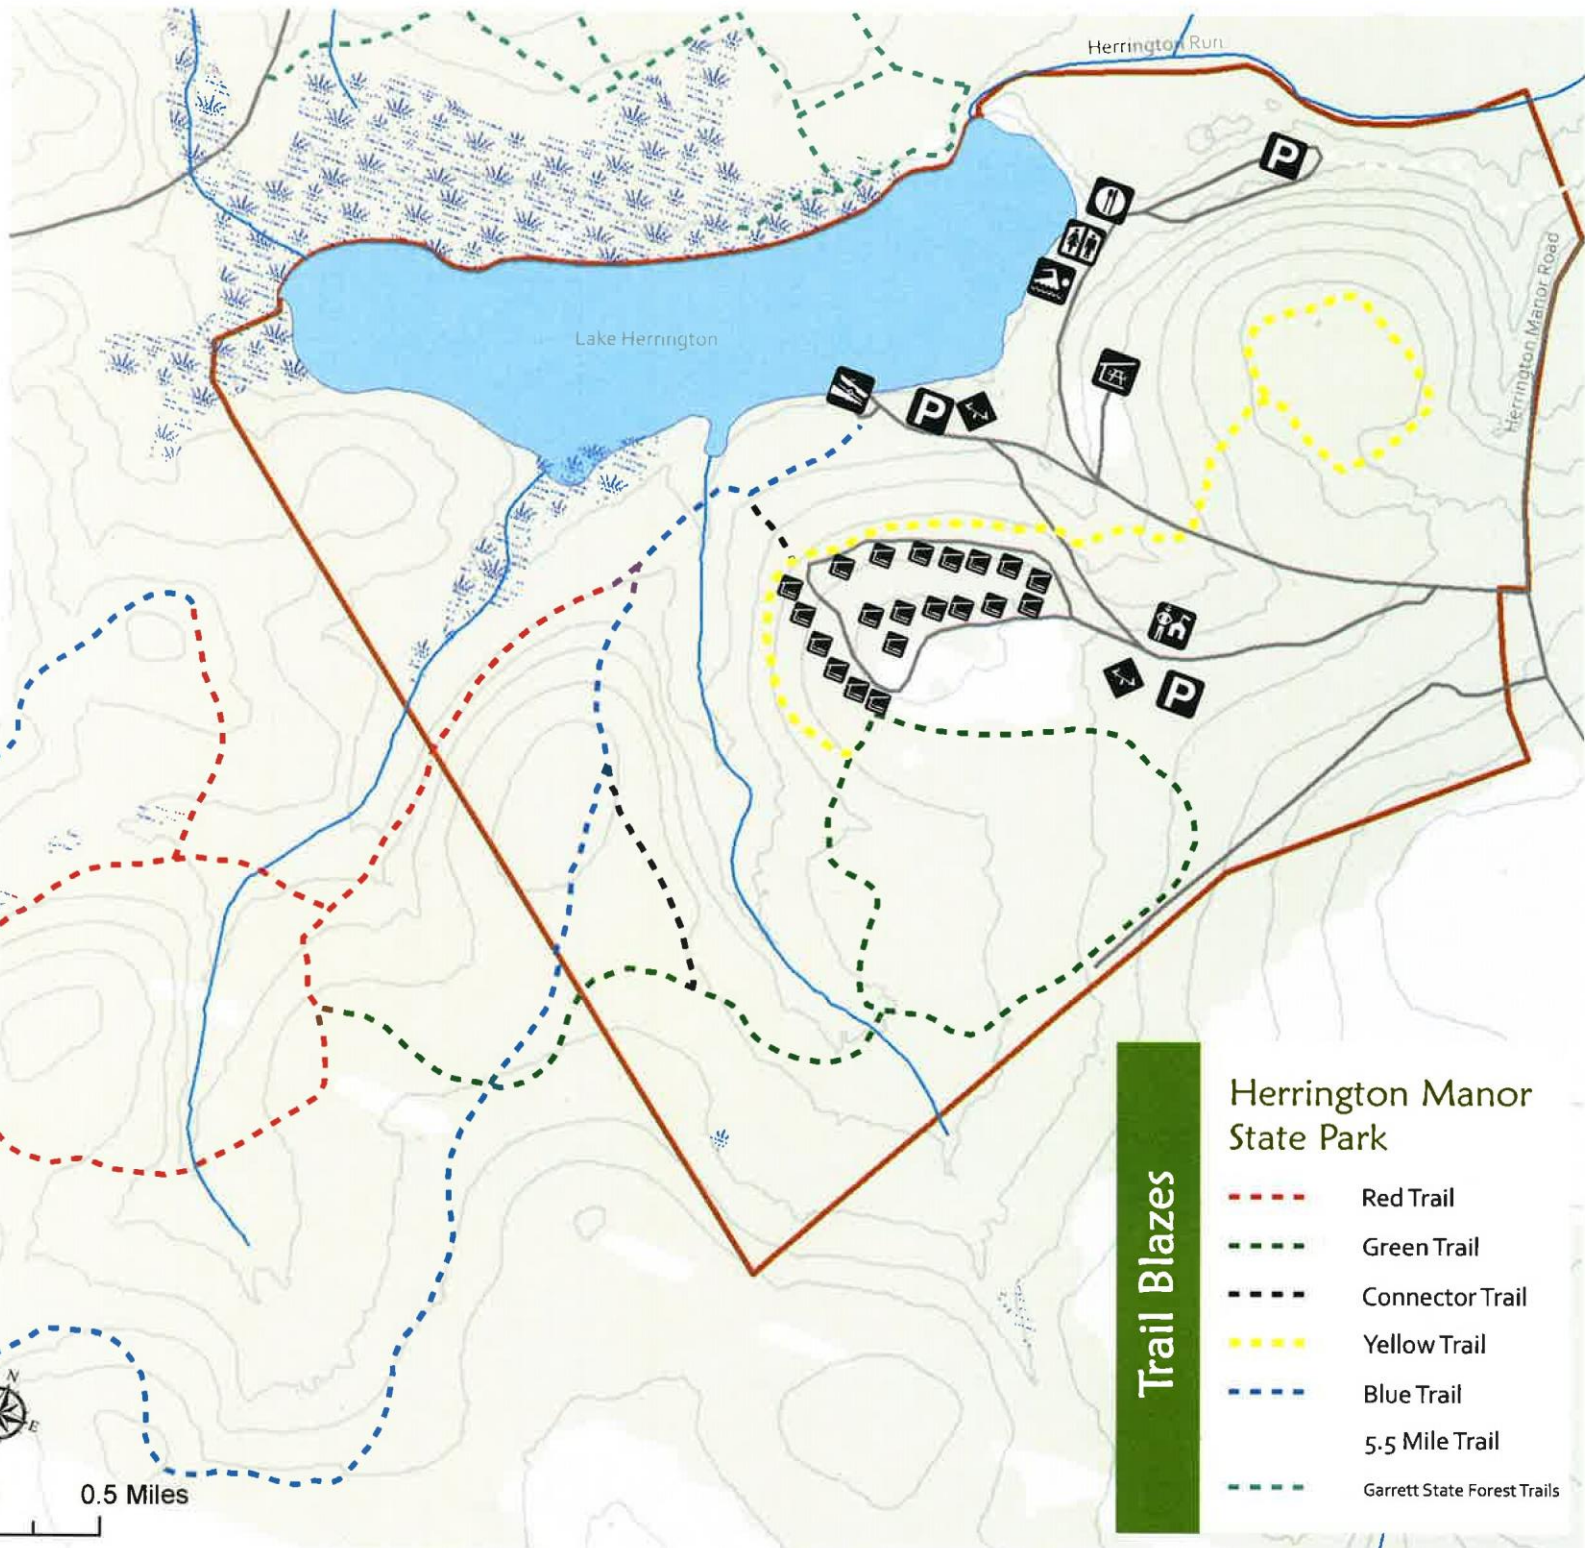 Herrington Run
P
Lake Herrington
Herrington Manor Road
P
P
N
E
0.5 Miles
Trail Blazes
Herrington Manor
State Park
Red Trail
Green Trail
Connector Trail
Yellow Trail
Blue Trail
5.5 Mile Trail
Garrett State Forest Trails